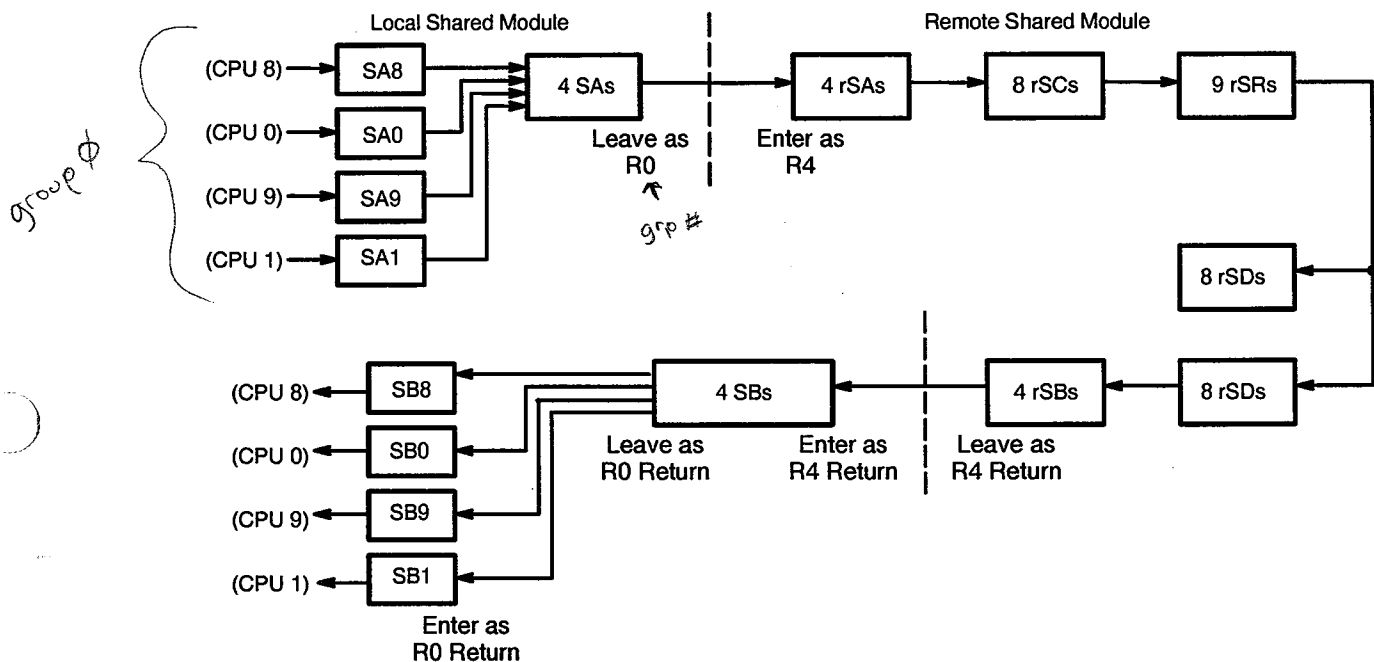 Local Shared Module
Remote Shared Module
group ϕ
(CPU 8)
SA8
(CPU 0)
SA0
(CPU 9)
SA9
(CPU 1)
SA1
4 SAs
4 rSAs
8 rSCs
9 rSRs
Leave as
R0
Enter as
R4
grp #
8 rSDs
8 rSDs
4 rSBs
4 SBs
Leave as
R4 Return
Enter as
R4 Return
Leave as
R0 Return
(CPU 8)
SB8
(CPU 0)
SB0
(CPU 9)
SB9
(CPU 1)
SB1
Enter as
R0 Return